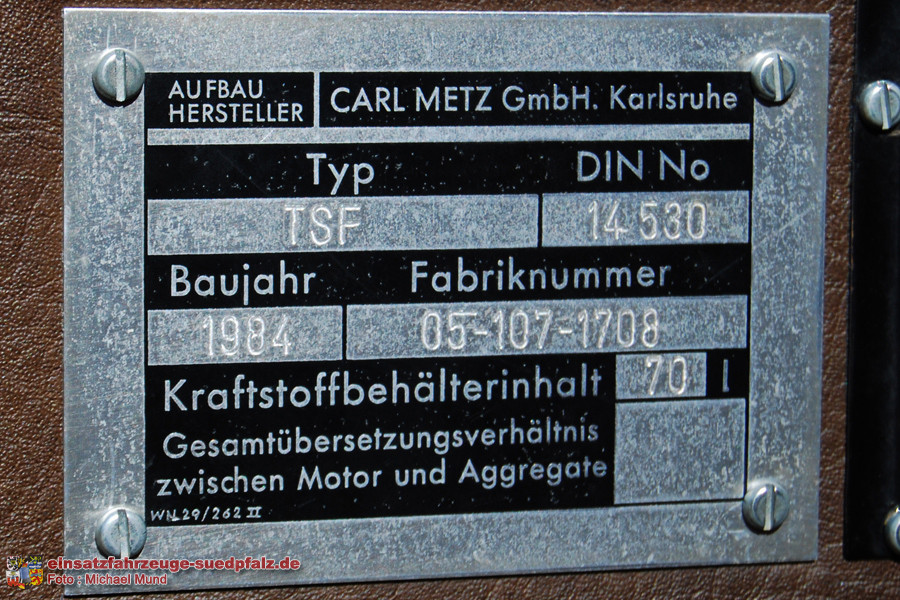 AUFBAU HERSTELLER
CARL METZ GmbH. Karlsruhe
Typ
DIN No
TSF
14 530
Baujahr
Fabriknummer
1984
05-107-1708
Kraftstoffbehälterinhalt 70 l
Gesamtübersetzungsverhältnis
zwischen Motor und Aggregate
WN 29/262 II
einsatzfahrzeuge-suedpfalz.de
Foto : Michael Mund